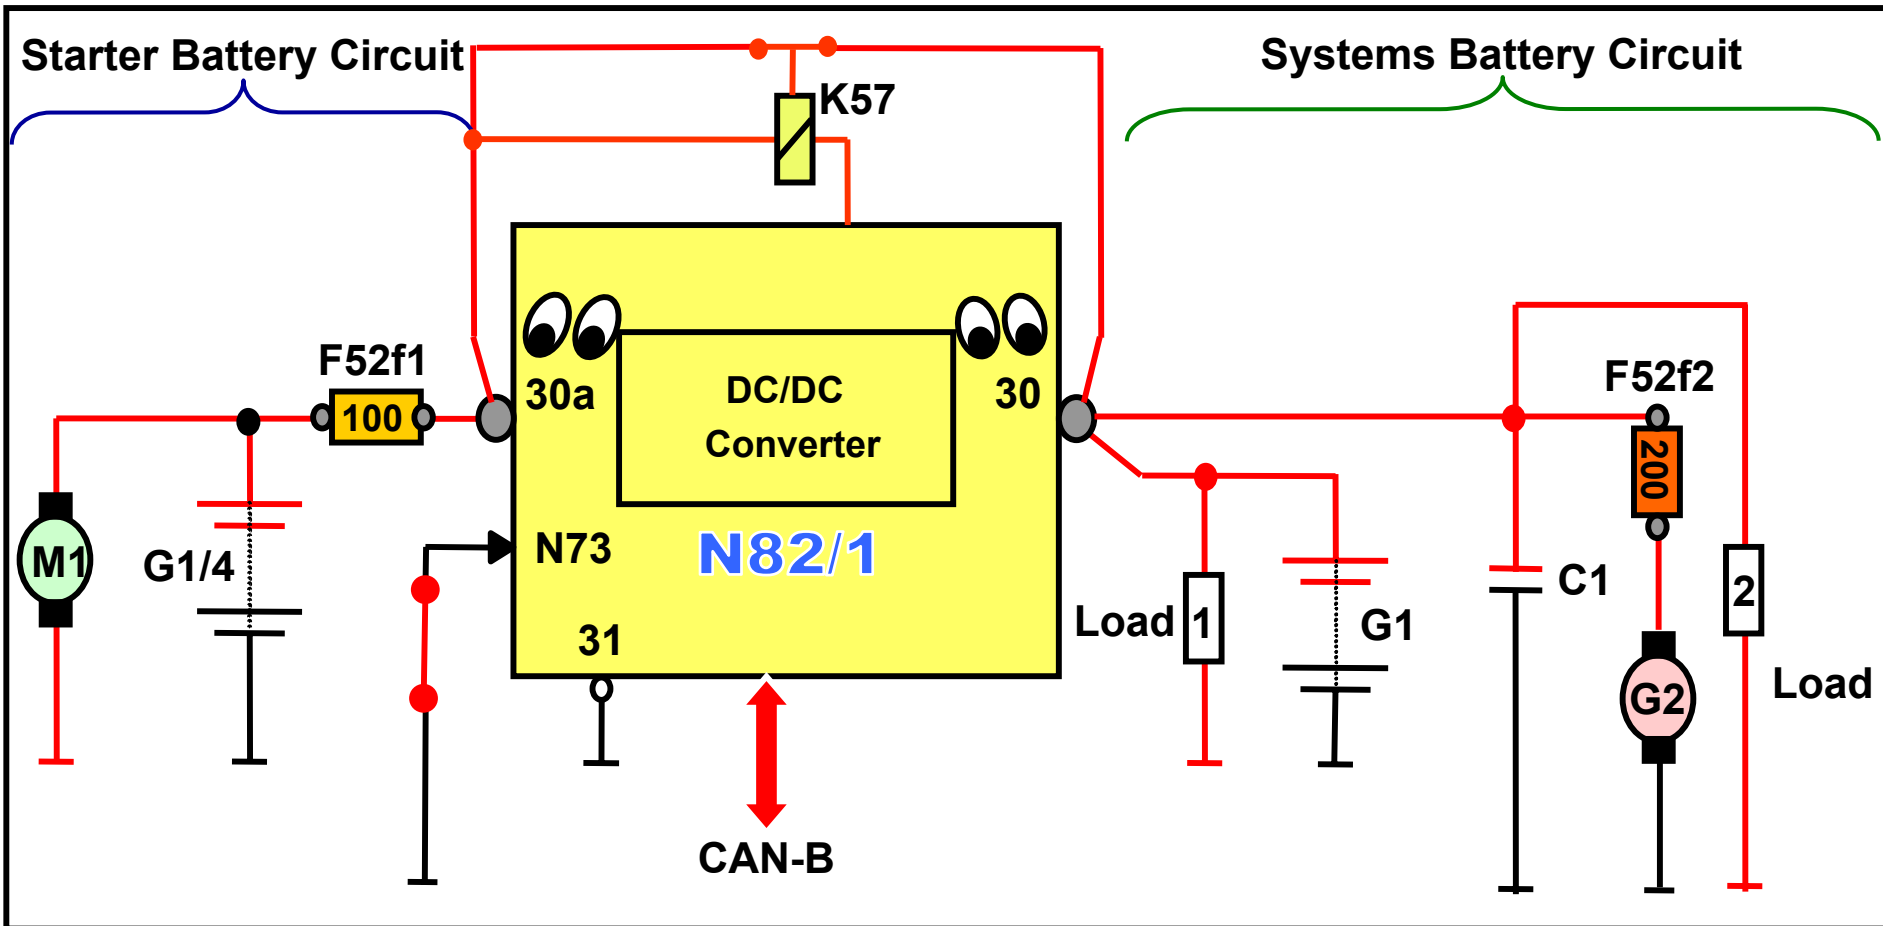 Starter Battery Circuit
Systems Battery Circuit
K57
F52f1
100
30a
DC/DC
Converter
30
F52f2
200
M1
G1/4
N73
N82/1
31
Load 1
G1
C1
2
G2
Load
CAN-B